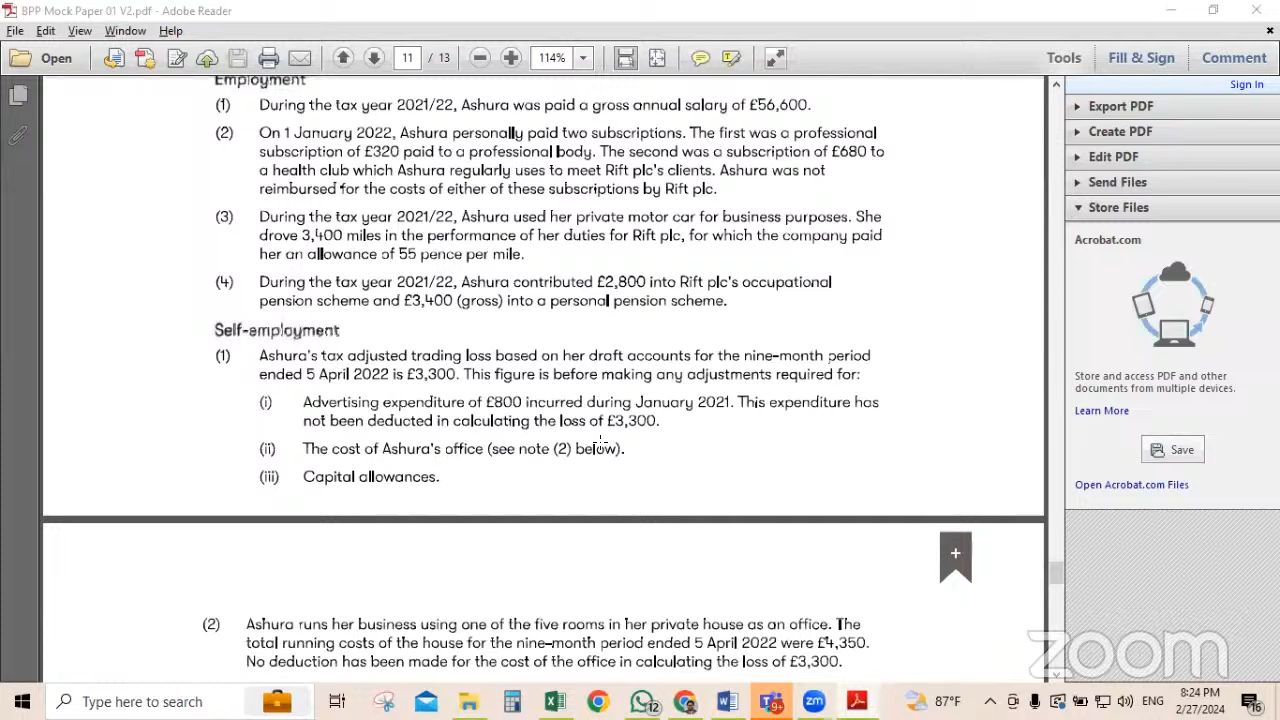 BPP Mock Paper 01 V2.pdf - Adobe Reader
File Edit View Window Help
Open 11 / 13 114% Tools Fill & Sign Comment
Sign In
Export PDF
Create PDF
Edit PDF
Send Files
Store Files
Acrobat.com
Store and access PDF and other
documents from multiple devices.
Learn More
Save
Open Acrobat.com Files
Employment
(1) During the tax year 2021/22, Ashura was paid a gross annual salary of £56,600.
(2) On 1 January 2022, Ashura personally paid two subscriptions. The first was a professional
subscription of £320 paid to a professional body. The second was a subscription of £680 to
a health club which Ashura regularly uses to meet Rift plc's clients. Ashura was not
reimbursed for the costs of either of these subscriptions by Rift plc.
(3) During the tax year 2021/22, Ashura used her private motor car for business purposes. She
drove 3,400 miles in the performance of her duties for Rift plc, for which the company paid
her an allowance of 55 pence per mile.
(4) During the tax year 2021/22, Ashura contributed £2,800 into Rift plc's occupational
pension scheme and £3,400 (gross) into a personal pension scheme.
Self-employment
(1) Ashura's tax adjusted trading loss based on her draft accounts for the nine-month period
ended 5 April 2022 is £3,300. This figure is before making any adjustments required for:
(i) Advertising expenditure of £800 incurred during January 2021. This expenditure has
not been deducted in calculating the loss of £3,300.
(ii) The cost of Ashura's office (see note (2) below).
(iii) Capital allowances.
(2) Ashura runs her business using one of the five rooms in her private house as an office. The
total running costs of the house for the nine-month period ended 5 April 2022 were £4,350.
No deduction has been made for the cost of the office in calculating the loss of £3,300.
zoom
Type here to search
12
9+
zm
87°F
ENG
8:24 PM
2/27/2024
16